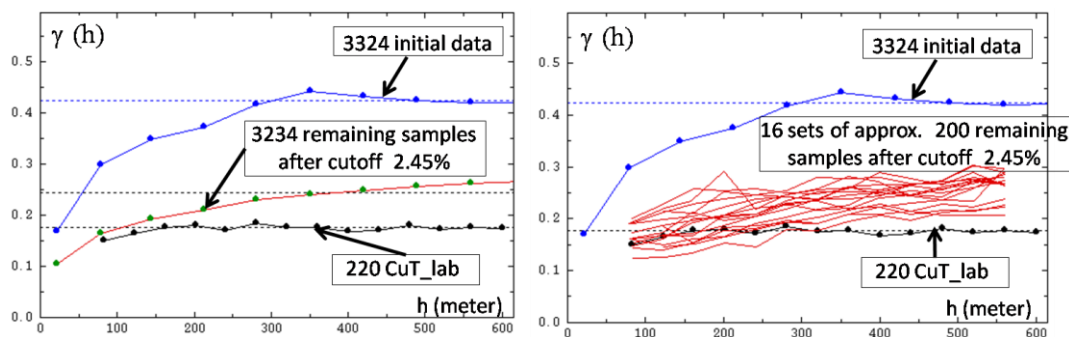 γ (h)
3324 initial data
0.5
0.4
0.3
0.2
0.1
0.0
3234 remaining samples
after cutoff 2.45%
220 CuT_lab
h (meter)
0 100 200 300 400 500 600
γ (h)
3324 initial data
0.5
0.4
0.3
0.2
0.1
0.0
16 sets of approx. 200 remaining
samples after cutoff 2.45%
220 CuT_lab
h (meter)
0 100 200 300 400 500 600